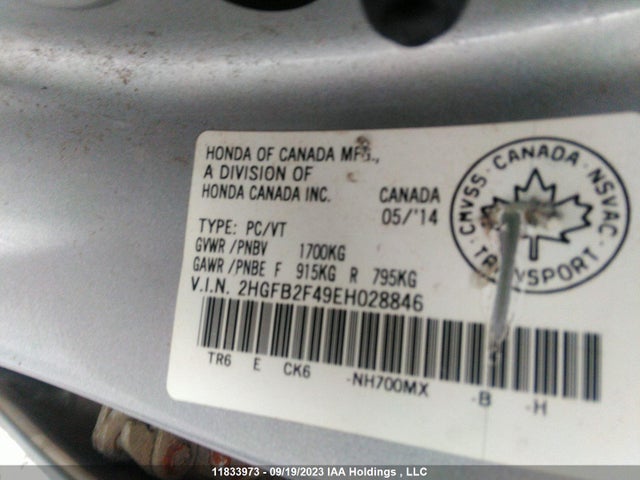 HONDA OF CANADA MFG.,
A DIVISION OF
HONDA CANADA INC. CANADA
05/'14
TYPE: PC/VT
GVWR/PNBV 1700KG
GAWR/PNBE F 915KG R 795KG
V.I.N. 2HGFB2F49EH028846
TR6 E CK6 -NH700MX -B -H
CMVSS · CANADA · NSVAC
TRANSPORT
11833973 - 09/19/2023 IAA Holdings , LLC